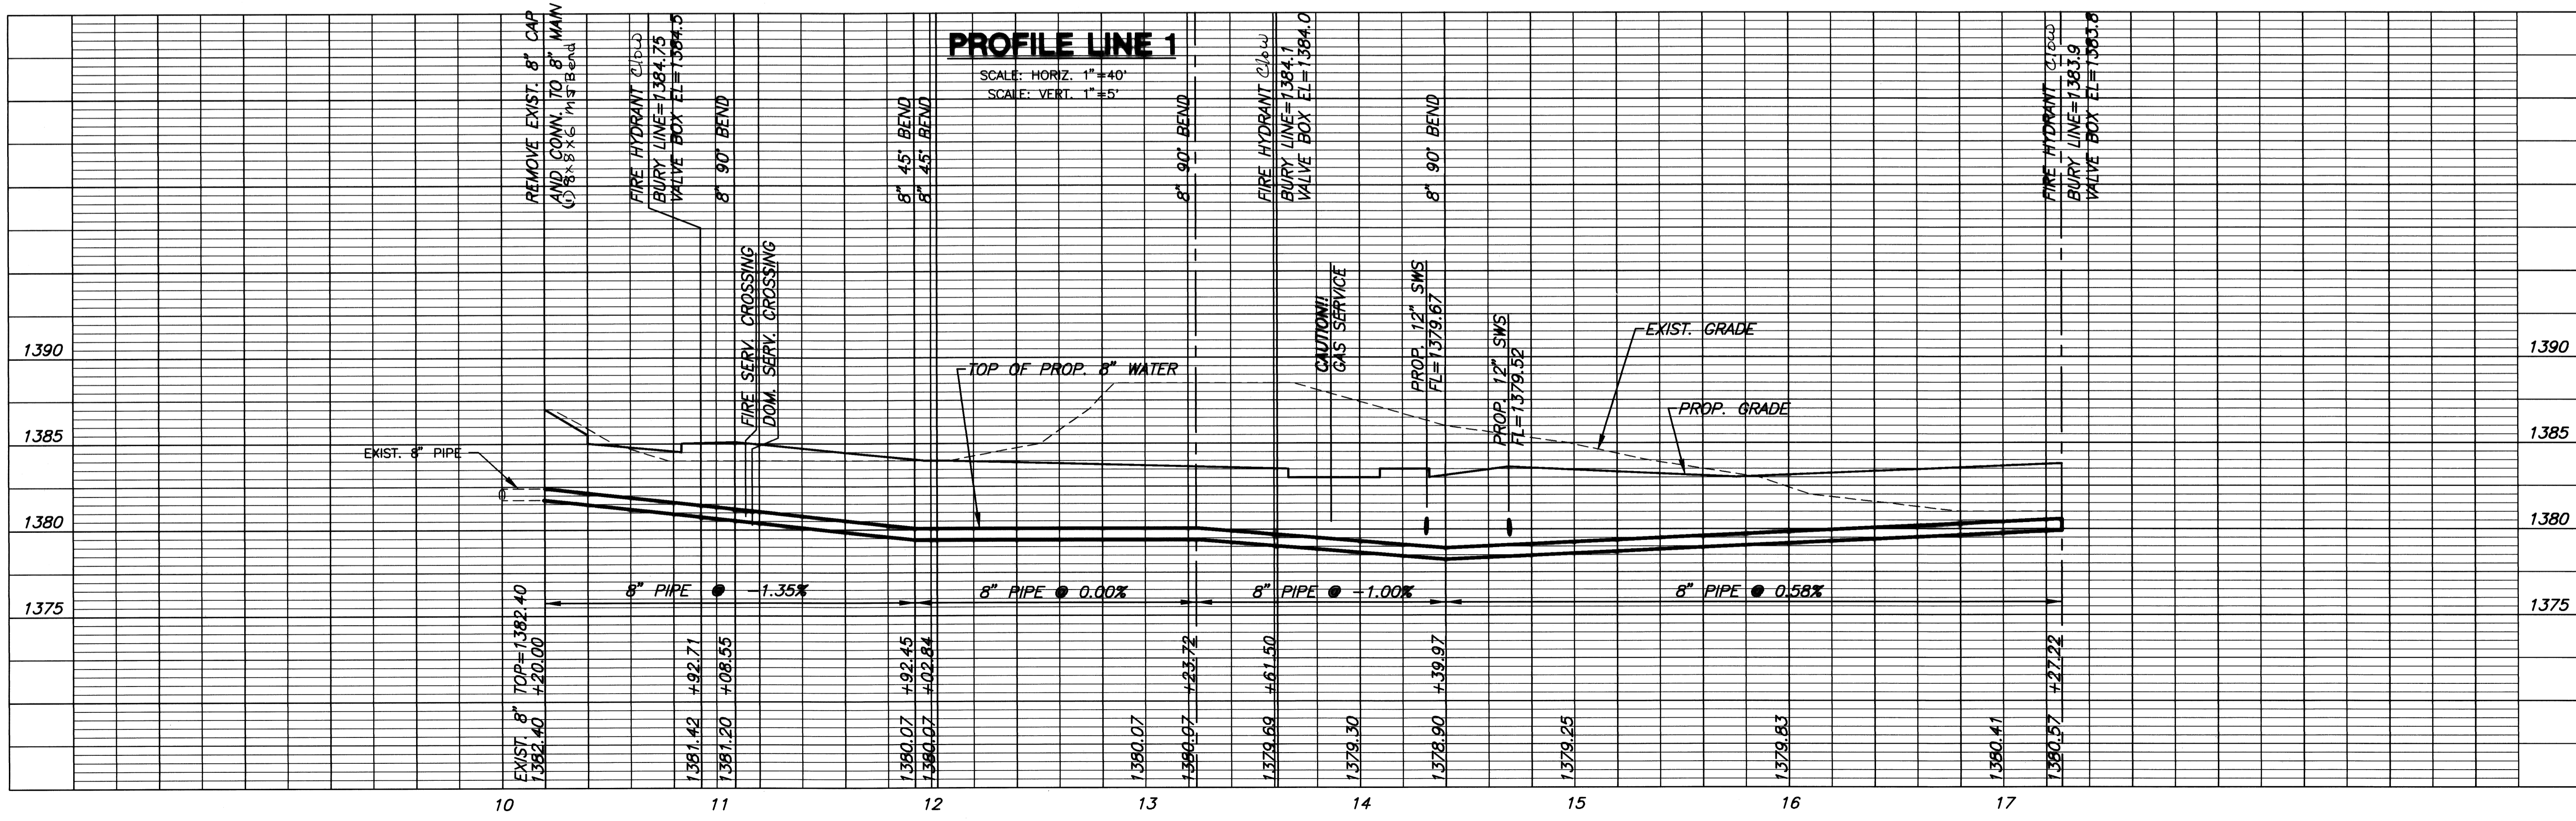 PROFILE LINE 1
SCALE: HORIZ. 1"=40'
SCALE: VERT. 1"=5'
REMOVE EXIST. 8" CAP
AND CONN. TO 8" MAIN
(1) 8x8x6 MJ Bend
FIRE HYDRANT Clow
BURY LINE=1384.75
VALVE BOX EL=1384.5
8" 90° BEND
8" 45° BEND
8" 45° BEND
8" 90° BEND
FIRE HYDRANT Clow
BURY LINE=1384.1
VALVE BOX EL=1384.0
8" 90° BEND
FIRE HYDRANT Clow
BURY LINE=1383.9
VALVE BOX EL=1383.8
FIRE SERV. CROSSING
DOM. SERV. CROSSING
CAUTION!!
GAS SERVICE
PROP. 12" SWS
FL=1379.67
PROP. 12" SWS
FL=1379.52
EXIST. GRADE
1390
1390
TOP OF PROP. 8" WATER
PROP. GRADE
1385
1385
EXIST. 8" PIPE
1380
1380
8" PIPE @ -1.35%
8" PIPE @ 0.00%
8" PIPE @ -1.00%
8" PIPE @ 0.58%
1375
1375
EXIST. 8" TOP=1382.40
1382.40 +20.00
1381.42 +92.71
1381.20 +08.55
1380.07 +92.45
1380.07 +02.84
1380.07
1380.07 +23.72
1379.69 +61.50
1379.30
1378.90 +39.97
1379.25
1379.83
1380.41
1380.57 +27.22
10
11
12
13
14
15
16
17